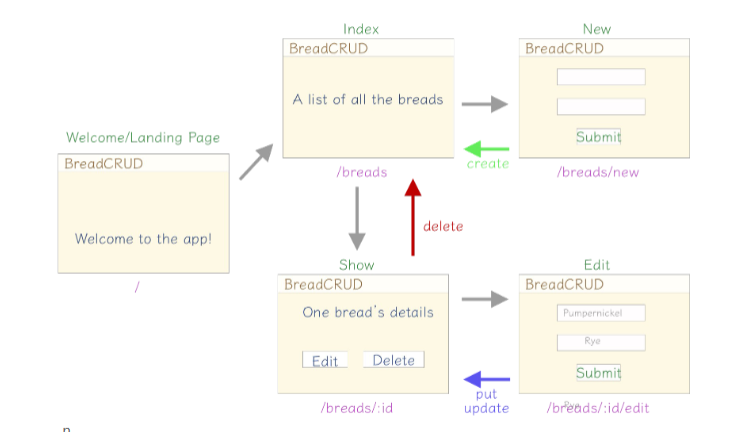 Index
BreadCRUD
A list of all the breads
/breads
New
BreadCRUD
Submit
/breads/new
create
Welcome/Landing Page
BreadCRUD
Welcome to the app!
/
delete
Show
BreadCRUD
One bread's details
Edit
Delete
/breads/:id
Edit
BreadCRUD
Pumpernickel
Rye
Submit
/breads/:id/edit
put
update